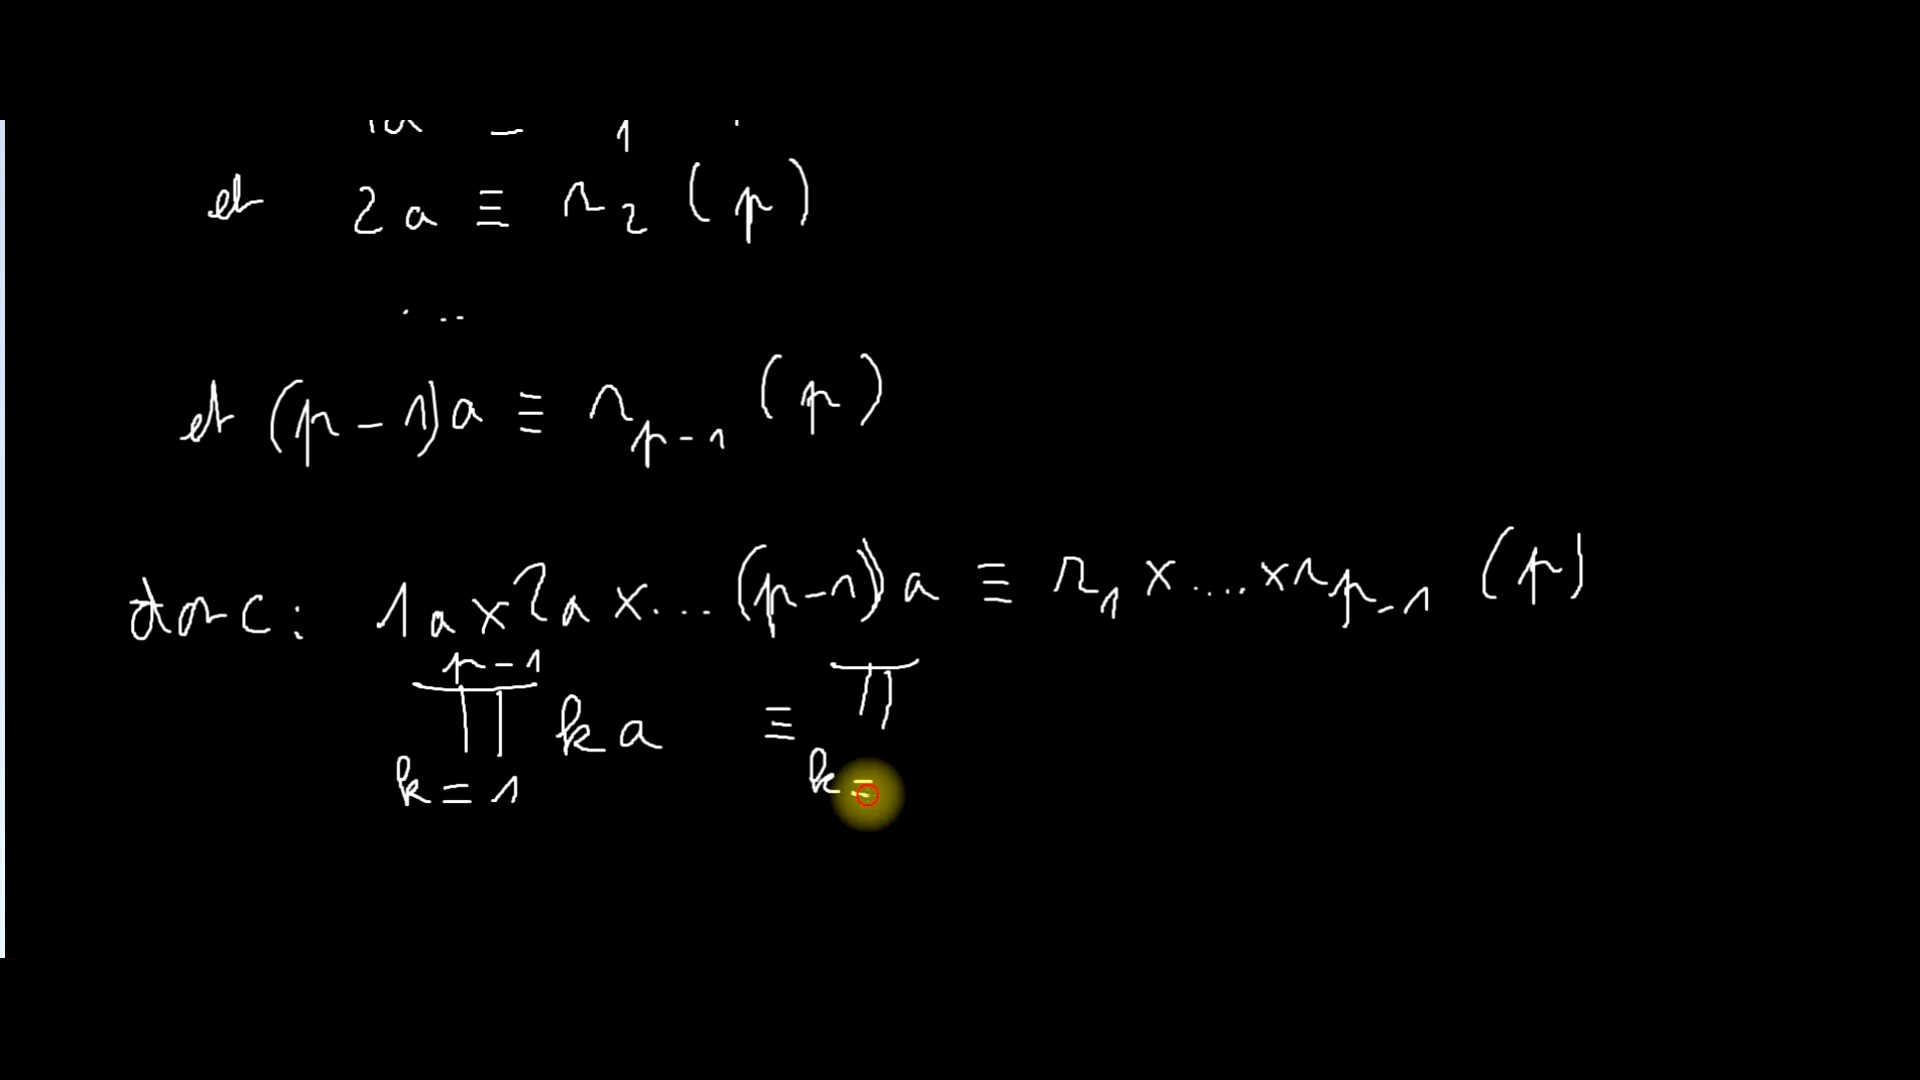 et 2a ≡ r₂ (p)
...
et (p-1)a ≡ r_{p-1} (p)
donc : 1a x 2a x ... (p-1)a ≡ r₁ x .... x r_{p-1} (p)
∏_{k=1}^{p-1} ka ≡ ∏_{k=}